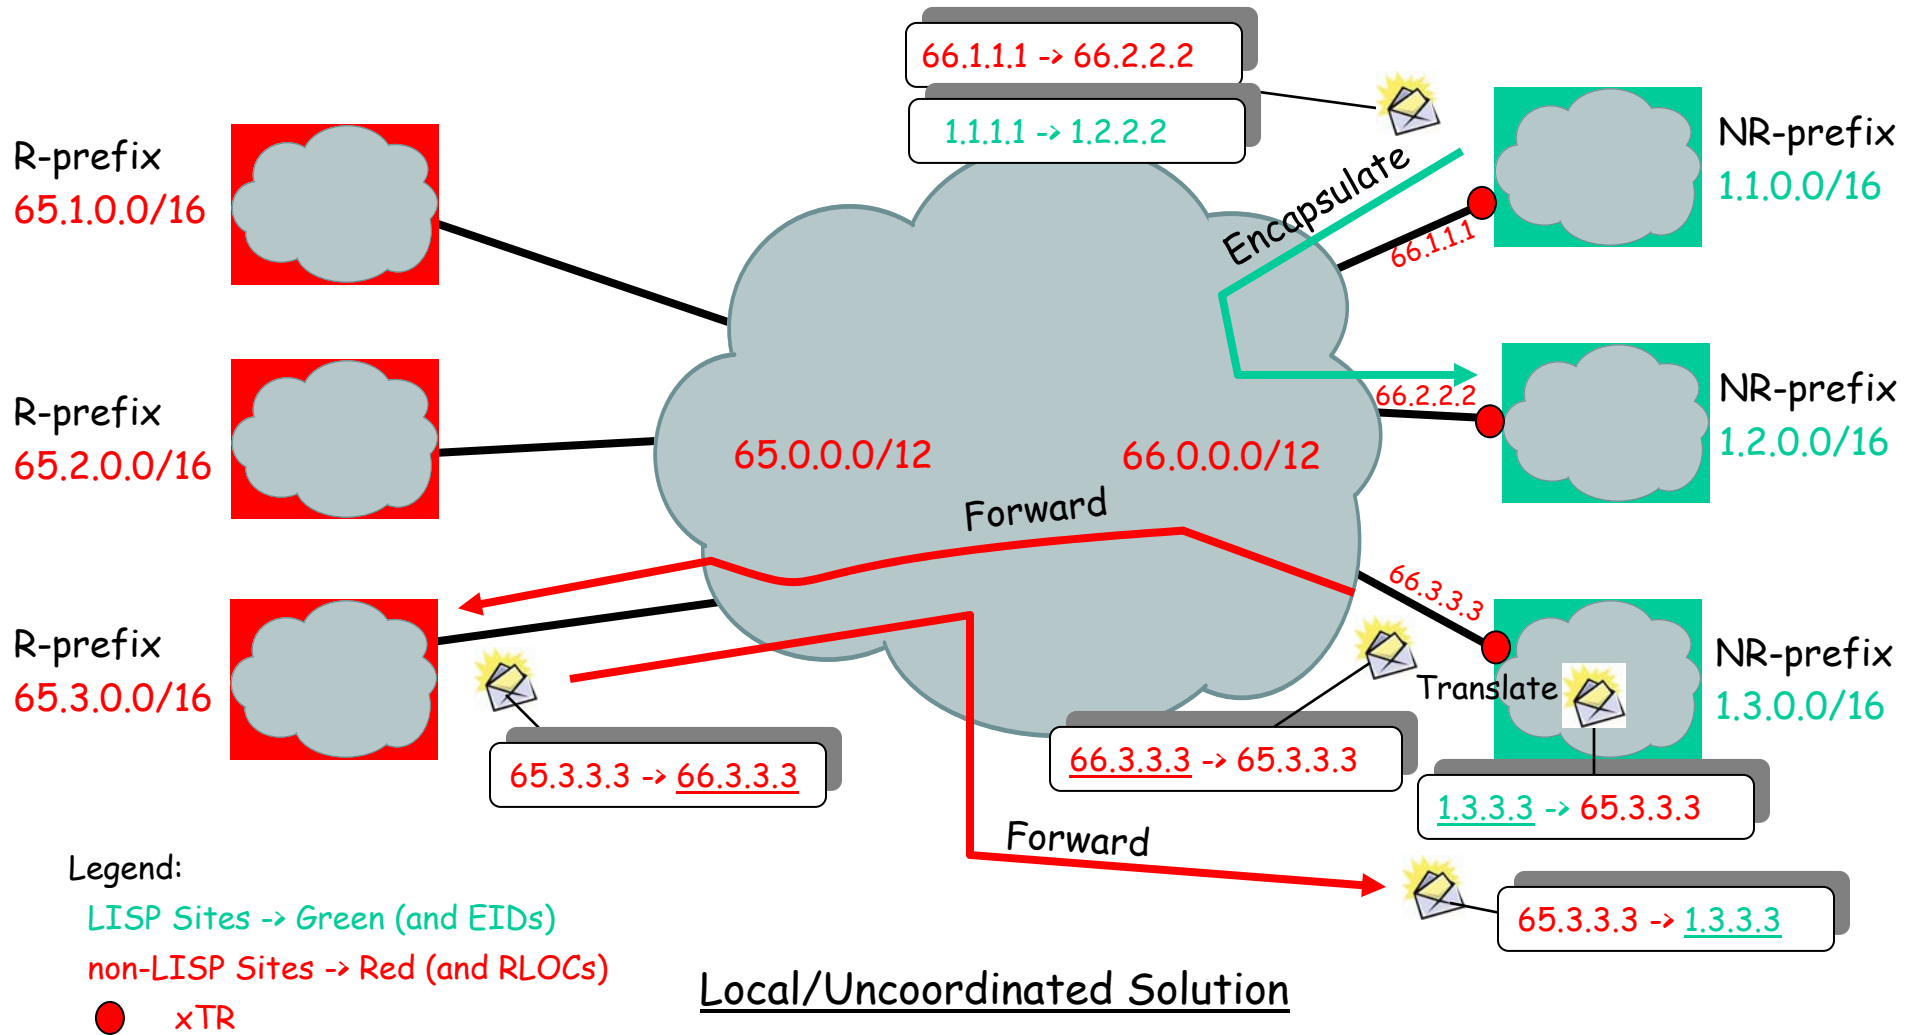 66.1.1.1 -> 66.2.2.2
1.1.1.1 -> 1.2.2.2
R-prefix
65.1.0.0/16
Encapsulate
66.1.1.1
NR-prefix
1.1.0.0/16
R-prefix
65.2.0.0/16
65.0.0.0/12
66.0.0.0/12
66.2.2.2
NR-prefix
1.2.0.0/16
Forward
R-prefix
65.3.0.0/16
66.3.3.3
Translate
NR-prefix
1.3.0.0/16
65.3.3.3 -> 66.3.3.3
66.3.3.3 -> 65.3.3.3
1.3.3.3 -> 65.3.3.3
Forward
65.3.3.3 -> 1.3.3.3
Legend:
LISP Sites -> Green (and EIDs)
non-LISP Sites -> Red (and RLOCs)
xTR
Local/Uncoordinated Solution